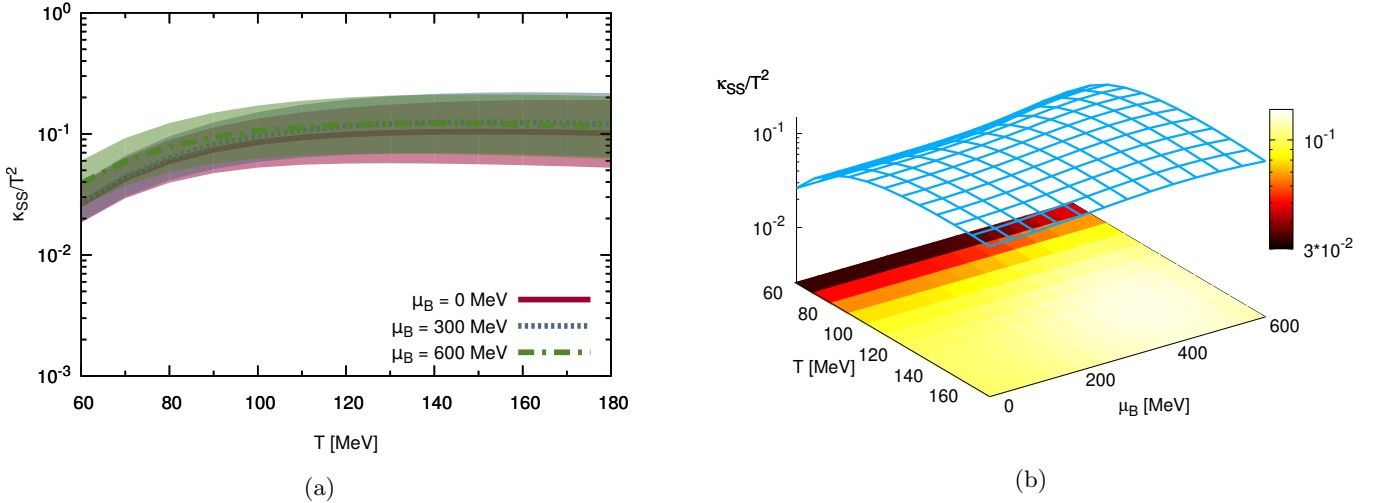 10⁰
10⁻¹
10⁻²
10⁻³
κSS/T²
μB = 0 MeV
μB = 300 MeV
μB = 600 MeV
60 80 100 120 140 160 180
T [MeV]
(a)
κSS/T²
10⁻¹
10⁻²
10⁻¹
3*10⁻²
60
80
100
120
140
160
T [MeV]
0
200
400
600
μB [MeV]
(b)